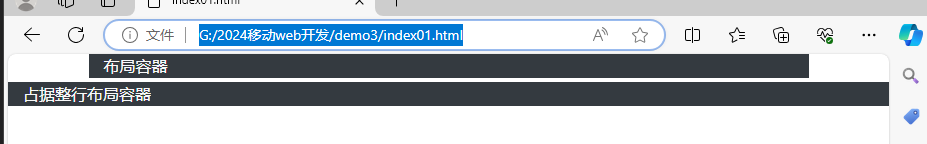 index01.html
文件
G:/2024移动web开发/demo3/index01.html
布局容器
占据整行布局容器